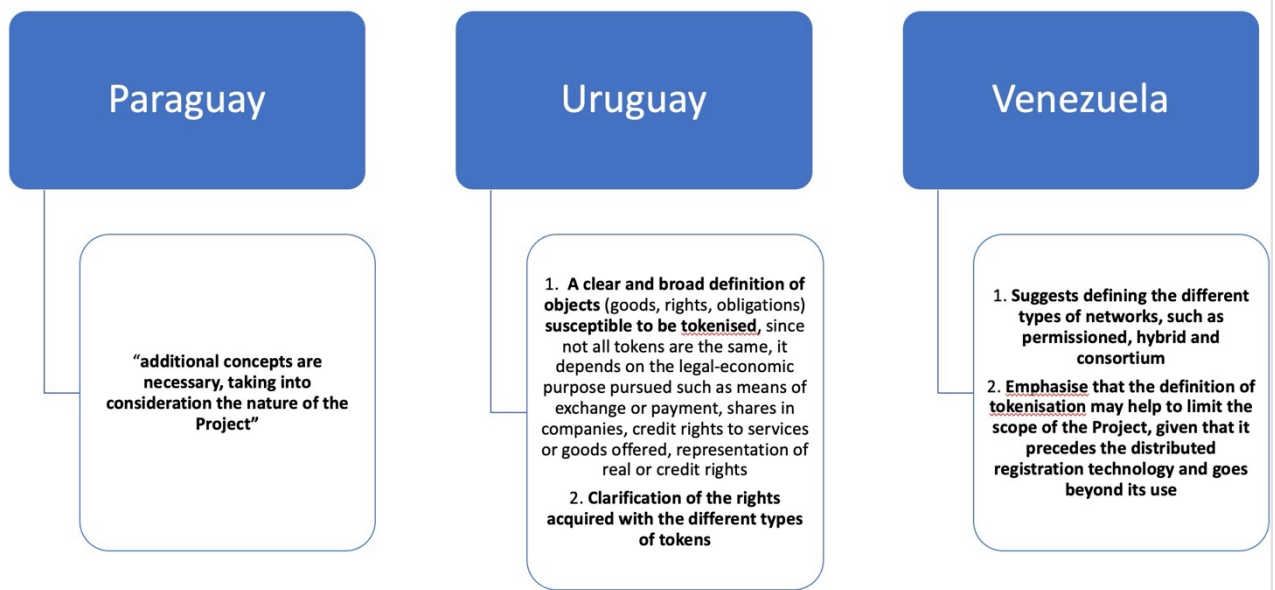 Paraguay
“additional concepts are
necessary, taking into
consideration the nature of the
Project”
Uruguay
1. A clear and broad definition of
objects (goods, rights, obligations)
susceptible to be tokenised, since
not all tokens are the same, it
depends on the legal-economic
purpose pursued such as means of
exchange or payment, shares in
companies, credit rights to services
or goods offered, representation of
real or credit rights
2. Clarification of the rights
acquired with the different types
of tokens
Venezuela
1. Suggests defining the different
types of networks, such as
permissioned, hybrid and
consortium
2. Emphasise that the definition of
tokenisation may help to limit the
scope of the Project, given that it
precedes the distributed
registration technology and goes
beyond its use